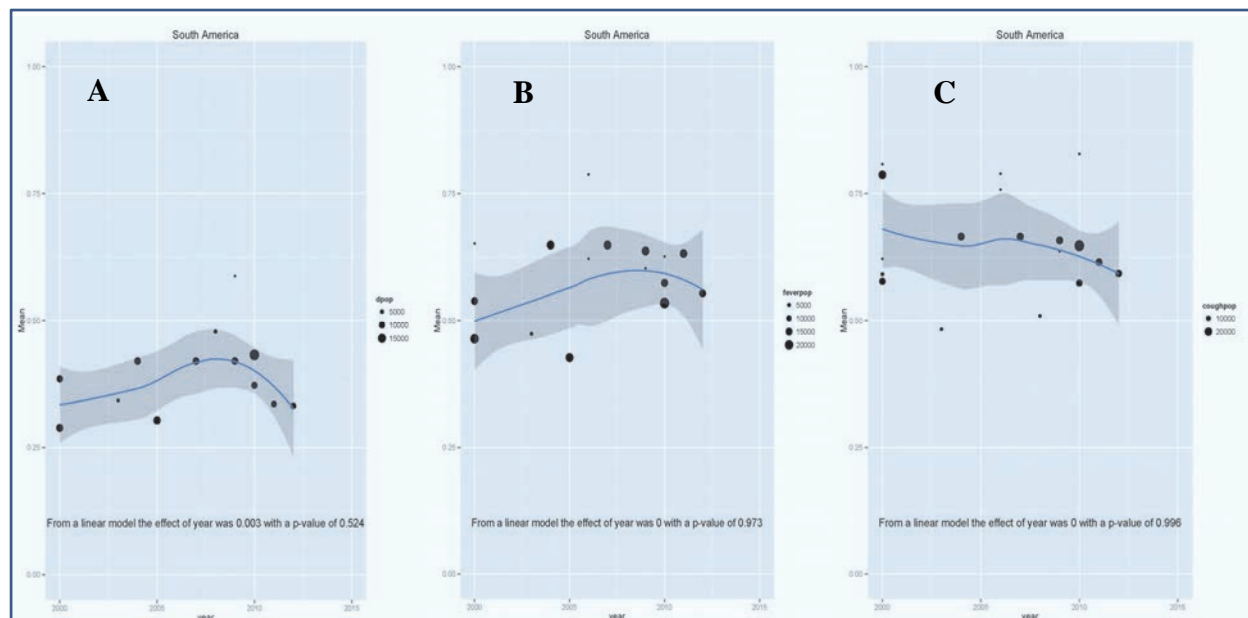 South America
A
1.00
0.75
0.50
0.25
0.00
Mean
From a linear model the effect of year was 0.003 with a p-value of 0.524
2000
2005
2010
2015
year
dpop
5000
10000
15000
South America
B
1.00
0.75
0.50
0.25
0.00
Mean
From a linear model the effect of year was 0 with a p-value of 0.973
2000
2005
2010
2015
year
feverpop
5000
10000
15000
20000
South America
C
1.00
0.75
0.50
0.25
0.00
Mean
From a linear model the effect of year was 0 with a p-value of 0.996
2000
2005
2010
2015
year
coughpop
10000
20000